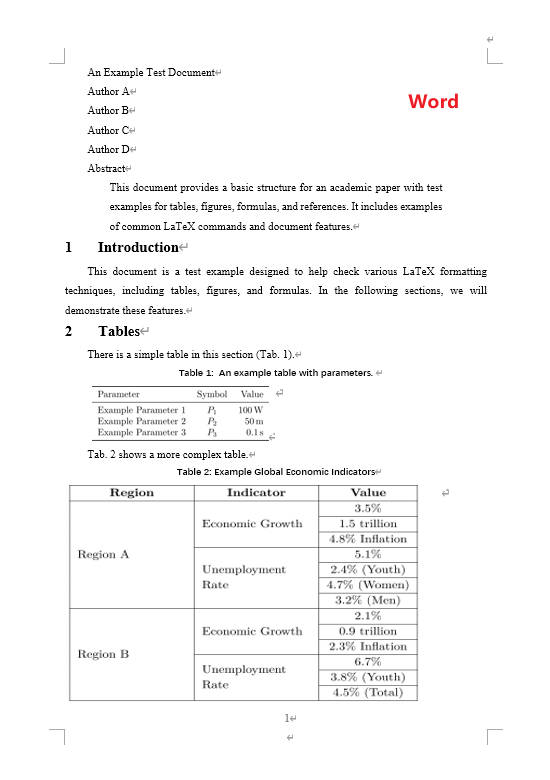 An Example Test Document
Author A
Word
Author B
Author C
Author D
Abstract
This document provides a basic structure for an academic paper with test
examples for tables, figures, formulas, and references. It includes examples
of common LaTeX commands and document features.
1 Introduction
This document is a test example designed to help check various LaTeX formatting
techniques, including tables, figures, and formulas. In the following sections, we will
demonstrate these features.
2 Tables
There is a simple table in this section (Tab. 1).
Table 1: An example table with parameters.
Parameter Symbol Value
Example Parameter 1 P₁ 100 W
Example Parameter 2 P₂ 50 m
Example Parameter 3 P₃ 0.1 s
Tab. 2 shows a more complex table.
Table 2: Example Global Economic Indicators
Region Indicator Value
Region A
Economic Growth
3.5%
1.5 trillion
4.8% Inflation
Unemployment
Rate
5.1%
2.4% (Youth)
4.7% (Women)
3.2% (Men)
Region B
Economic Growth
2.1%
0.9 trillion
2.3% Inflation
Unemployment
Rate
6.7%
3.8% (Youth)
4.5% (Total)
1